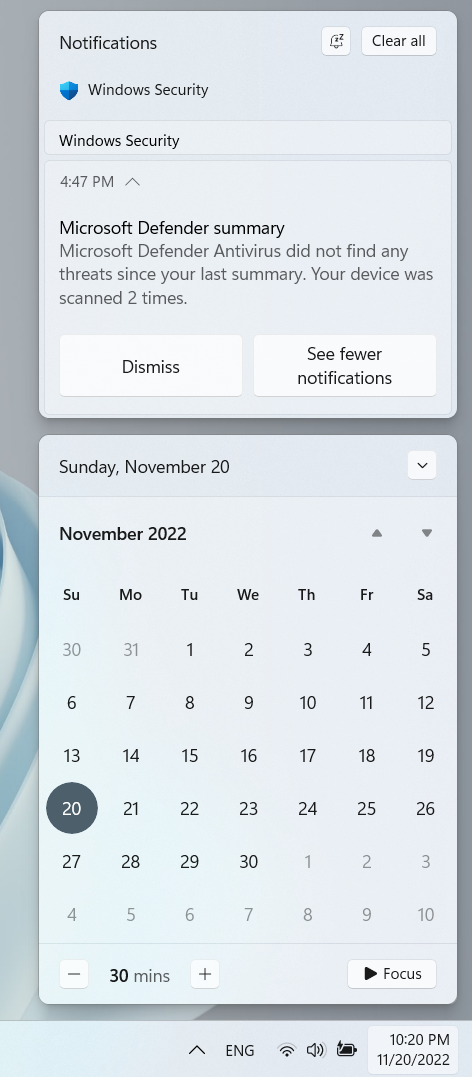 Notifications
Clear all
Windows Security
Windows Security
4:47 PM
Microsoft Defender summary
Microsoft Defender Antivirus did not find any
threats since your last summary. Your device was
scanned 2 times.
Dismiss
See fewer
notifications
Sunday, November 20
November 2022
Su Mo Tu We Th Fr Sa
30 31 1 2 3 4 5
6 7 8 9 10 11 12
13 14 15 16 17 18 19
20 21 22 23 24 25 26
27 28 29 30 1 2 3
4 5 6 7 8 9 10
30 mins
Focus
ENG
10:20 PM
11/20/2022